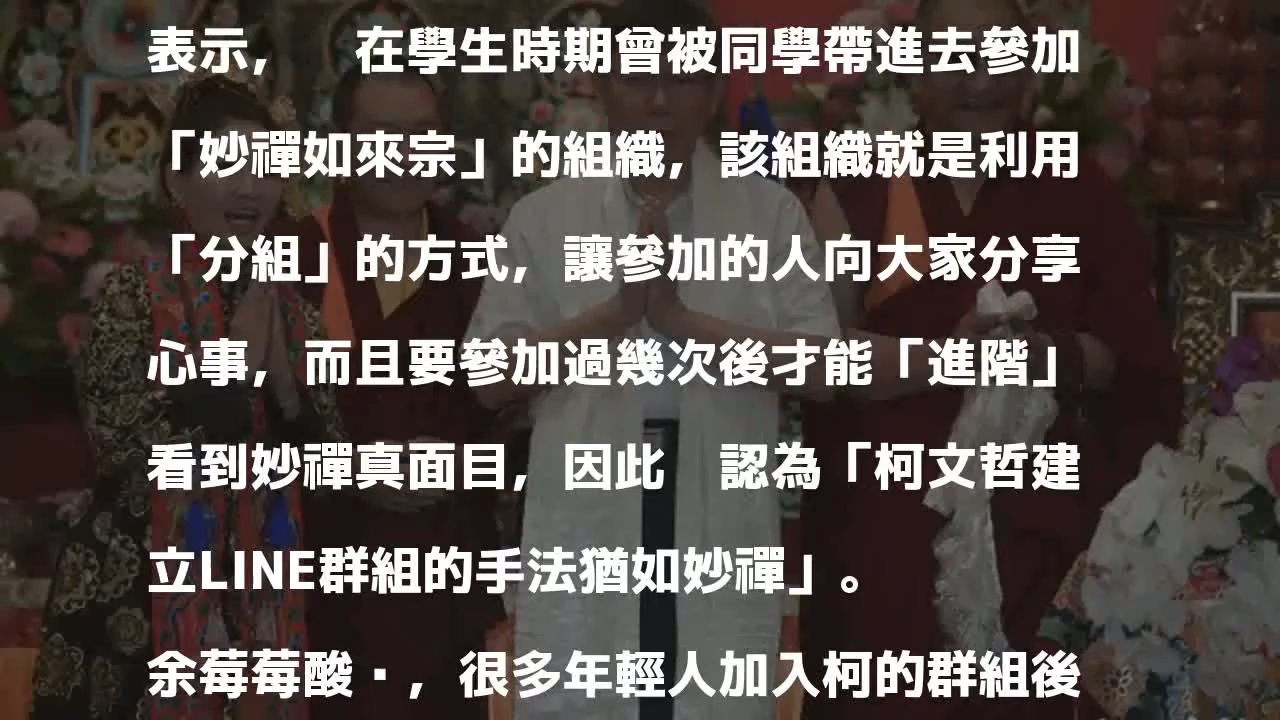 表示，　在學生時期曾被同學帶進去參加
「妙禪如來宗」的組織，該組織就是利用
「分組」的方式，讓參加的人向大家分享
心事，而且要參加過幾次後才能「進階」
看到妙禪真面目，因此　認為「柯文哲建
立LINE群組的手法猶如妙禪」。
余莓莓酸▪，很多年輕人加入柯的群組後